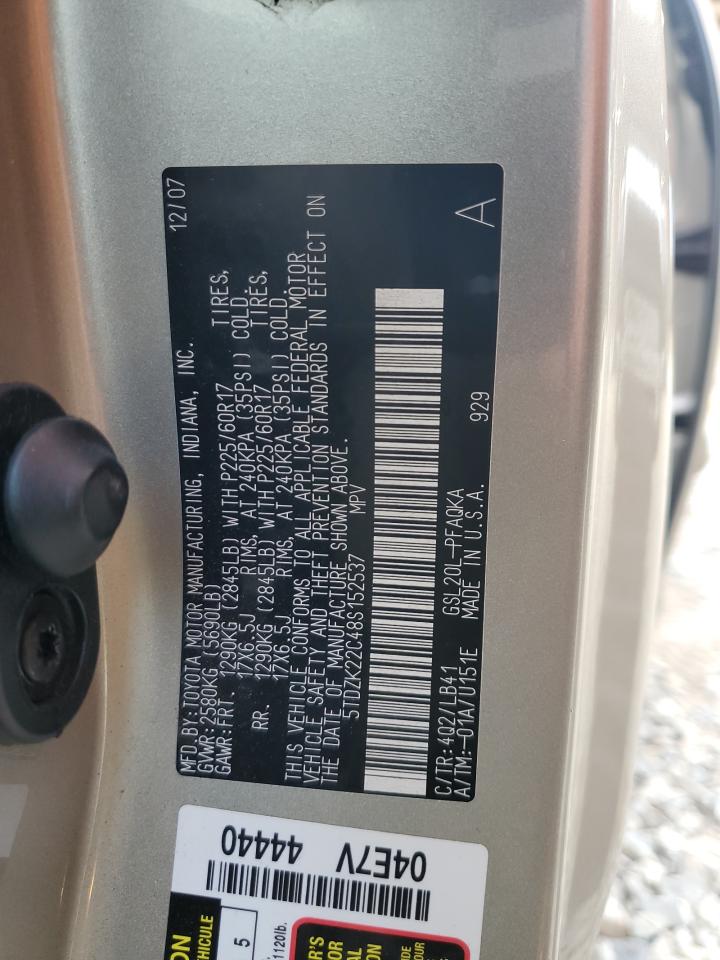 MFD.BY:TOYOTA MOTOR MANUFACTURING, INDIANA, INC. 12/07
GVWR:2580KG (5690LB)
GAWR:FRT. 1290KG (2845LB) WITH P225/60R17 TIRES,
17X6.5J RIMS, AT 240KPA (35PSI) COLD.
RR. 1290KG (2845LB) WITH P225/60R17 TIRES,
17X6.5J RIMS, AT 240KPA (35PSI) COLD.
THIS VEHICLE CONFORMS TO ALL APPLICABLE FEDERAL MOTOR
VEHICLE SAFETY AND THEFT PREVENTION STANDARDS IN EFFECT ON
THE DATE OF MANUFACTURE SHOWN ABOVE.
5TDZK22C48S152537 MPV
C/TR:4Q2/LB41 GSL20L-PFAQKA 929
A/TM:-01A/U151E MADE IN U.S.A. A
04E7V 44440
5
1120lb.